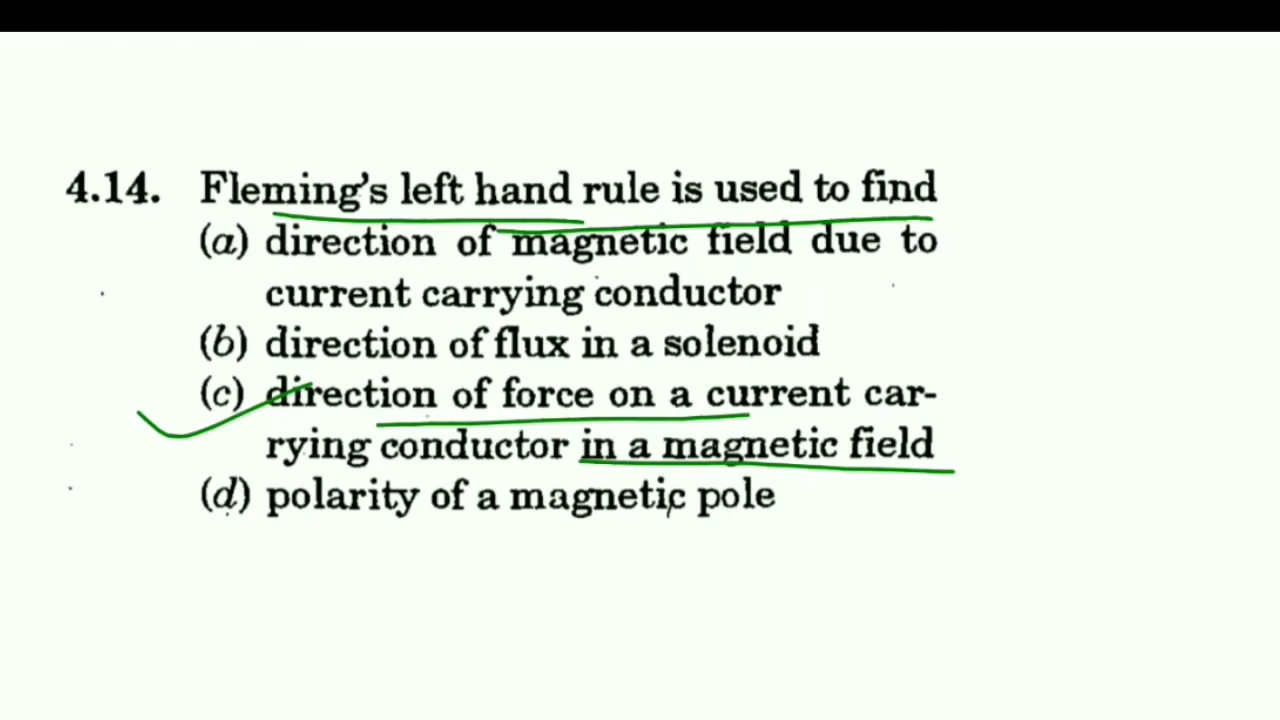 4.14. Fleming's left hand rule is used to find
(a) direction of magnetic field due to
current carrying conductor
(b) direction of flux in a solenoid
(c) direction of force on a current car-
rying conductor in a magnetic field
(d) polarity of a magnetic pole